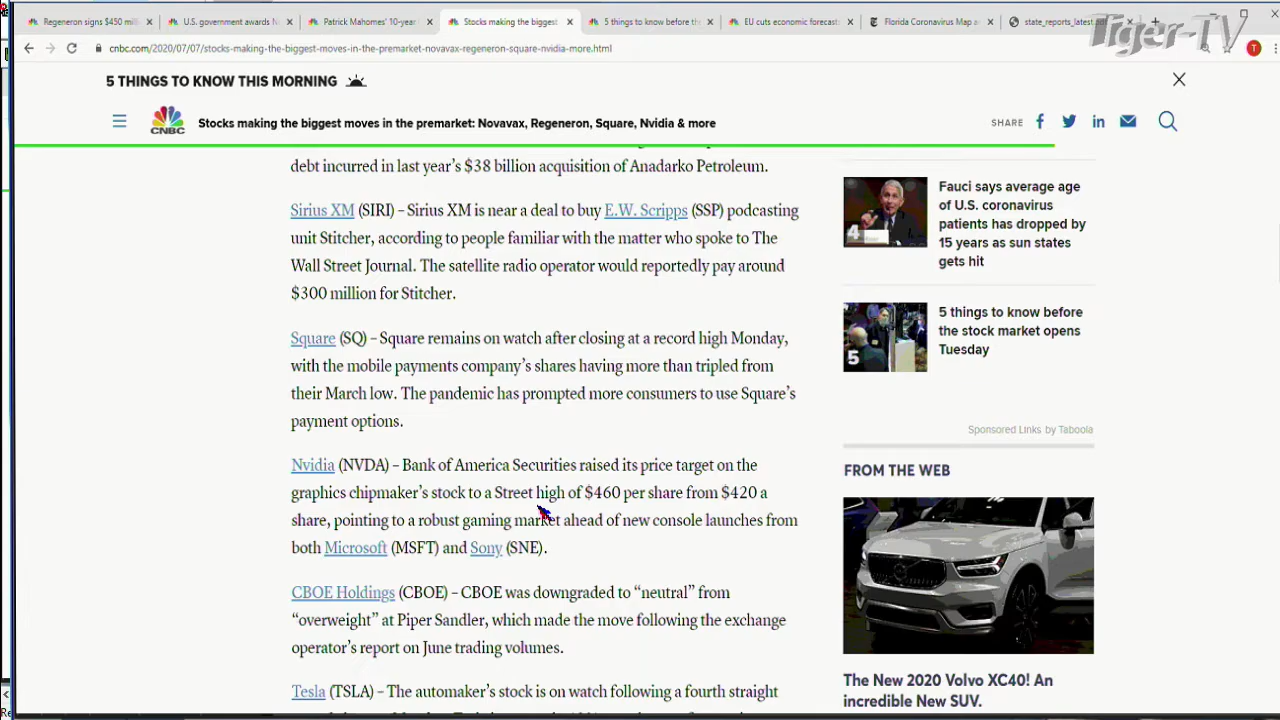 Regeneron signs $450 mill
U.S. government awards N
Patrick Mahomes' 10-year
Stocks making the biggest
5 things to know before th
EU cuts economic forecast
Florida Coronavirus Map a
state_reports_latest.pdf
Tiger-TV
cnbc.com/2020/07/07/stocks-making-the-biggest-moves-in-the-premarket-novavax-regeneron-square-nvidia-more.html
T
5 THINGS TO KNOW THIS MORNING
CNBC
Stocks making the biggest moves in the premarket: Novavax, Regeneron, Square, Nvidia & more
SHARE
debt incurred in last year's $38 billion acquisition of Anadarko Petroleum.
Sirius XM (SIRI) – Sirius XM is near a deal to buy E.W. Scripps (SSP) podcasting
unit Stitcher, according to people familiar with the matter who spoke to The
Wall Street Journal. The satellite radio operator would reportedly pay around
$300 million for Stitcher.
Square (SQ) – Square remains on watch after closing at a record high Monday,
with the mobile payments company's shares having more than tripled from
their March low. The pandemic has prompted more consumers to use Square's
payment options.
Nvidia (NVDA) – Bank of America Securities raised its price target on the
graphics chipmaker's stock to a Street high of $460 per share from $420 a
share, pointing to a robust gaming market ahead of new console launches from
both Microsoft (MSFT) and Sony (SNE).
CBOE Holdings (CBOE) – CBOE was downgraded to “neutral” from
“overweight” at Piper Sandler, which made the move following the exchange
operator's report on June trading volumes.
Tesla (TSLA) – The automaker's stock is on watch following a fourth straight
4
Fauci says average age
of U.S. coronavirus
patients has dropped by
15 years as sun states
gets hit
5
5 things to know before
the stock market opens
Tuesday
Sponsored Links by Taboola
FROM THE WEB
The New 2020 Volvo XC40! An
incredible New SUV.